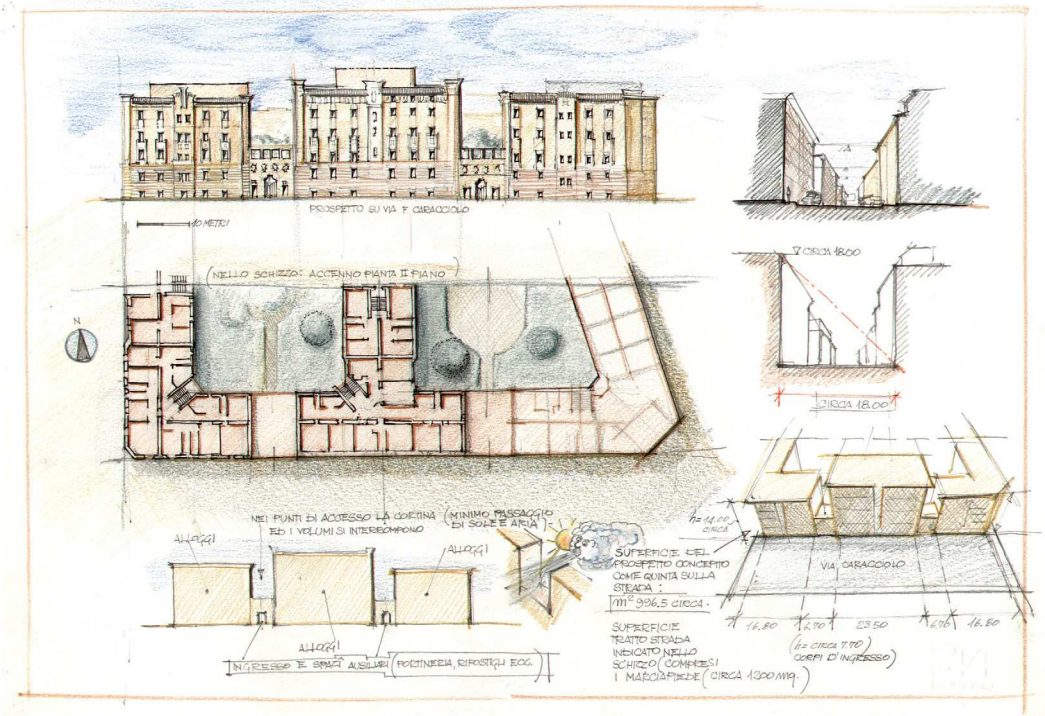 PROSPETTO SU VIA F. CARACCIOLO
10 METRI
(NELLO SCHIZZO: ACCENNO PIANTA II PIANO)
N
∇ CIRCA 18.00
CIRCA 18.00
NEI PUNTI DI ACCESSO LA CORTINA
ED I VOLUMI SI INTERROMPONO
(MINIMO PASSAGGIO
DI SOLE E ARIA)
ALLOGGI
ALLOGGI
ALLOGGI
INGRESSO E SPAZI AUSILIARI (PORTINERIA, RIPOSTIGLI ECC.)
SUPERFICIE DEL
PROSPETTO CONCEPITO
COME QUINTA SULLA
STRADA:
m² 996.5 CIRCA.
SUPERFICIE
TRATTO STRADA
INDICATO NELLO
SCHIZZO (COMPRESI
I MARCIAPIEDE (CIRCA 1200 mq.)
h= 14.00
CIRCA
VIA CARACCIOLO
16.80
6.70
23.50
6.70
16.80
(h= CIRCA 7.70)
CORPI D'INGRESSO)